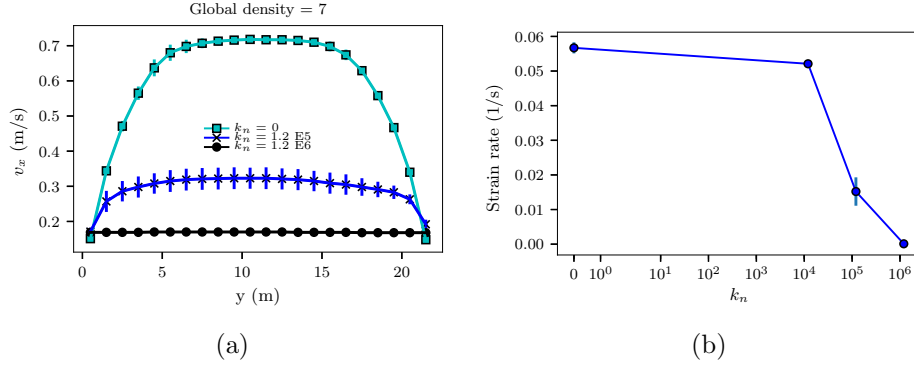 Global density = 7
0.7
0.6
0.5
0.4
0.3
0.2
v_x (m/s)
k_n = 0
k_n = 1.2 E5
k_n = 1.2 E6
0 5 10 15 20
y (m)
(a)
0.06
0.05
0.04
0.03
0.02
0.01
0.00
Strain rate (1/s)
0 10^0 10^1 10^2 10^3 10^4 10^5 10^6
k_n
(b)